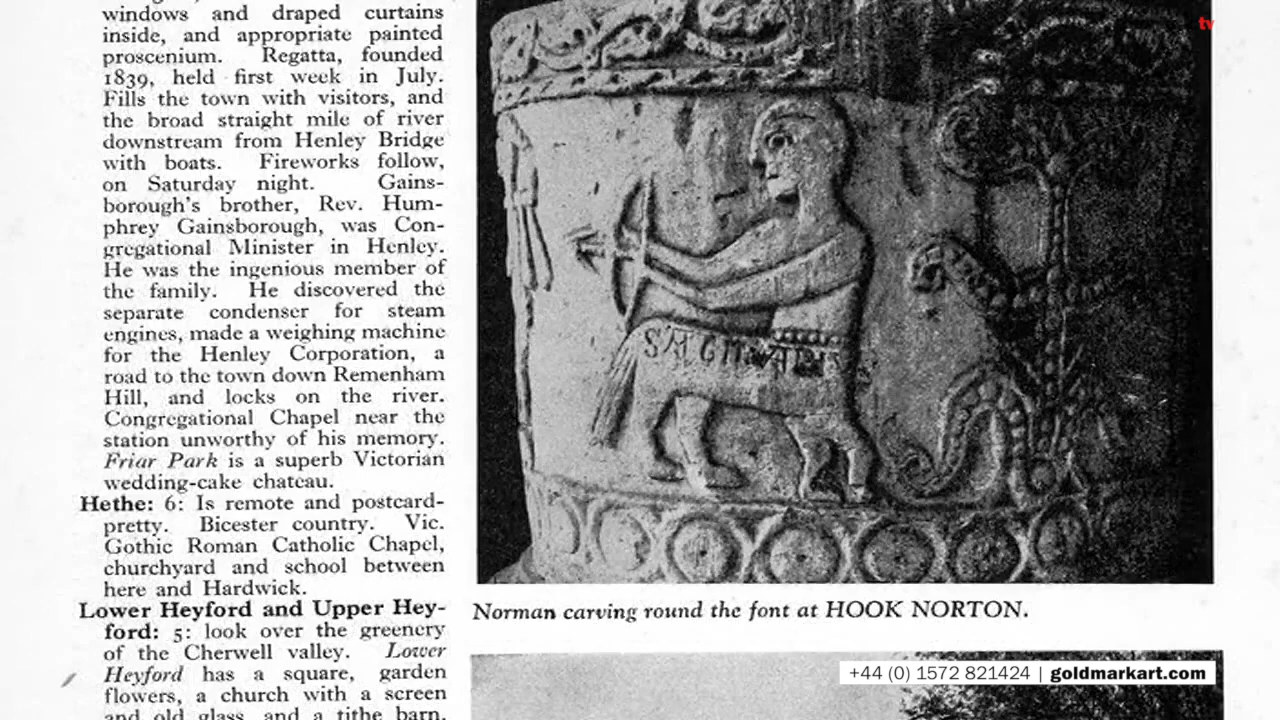 windows and draped curtains
inside, and appropriate painted
proscenium. Regatta, founded
1839, held first week in July.
Fills the town with visitors, and
the broad straight mile of river
downstream from Henley Bridge
with boats. Fireworks follow,
on Saturday night. Gains-
borough's brother, Rev. Hum-
phrey Gainsborough, was Con-
gregational Minister in Henley.
He was the ingenious member of
the family. He discovered the
separate condenser for steam
engines, made a weighing machine
for the Henley Corporation, a
road to the town down Remenham
Hill, and locks on the river.
Congregational Chapel near the
station unworthy of his memory.
Friar Park is a superb Victorian
wedding-cake chateau.
Hethe: 6: Is remote and postcard-
pretty. Bicester country. Vic.
Gothic Roman Catholic Chapel,
churchyard and school between
here and Hardwick.
Lower Heyford and Upper Hey-
ford: 5: look over the greenery
of the Cherwell valley. Lower
Heyford has a square, garden
flowers, a church with a screen
and old glass, and a tithe barn.
Norman carving round the font at HOOK NORTON.
tv
+44 (0) 1572 821424 | goldmarkart.com